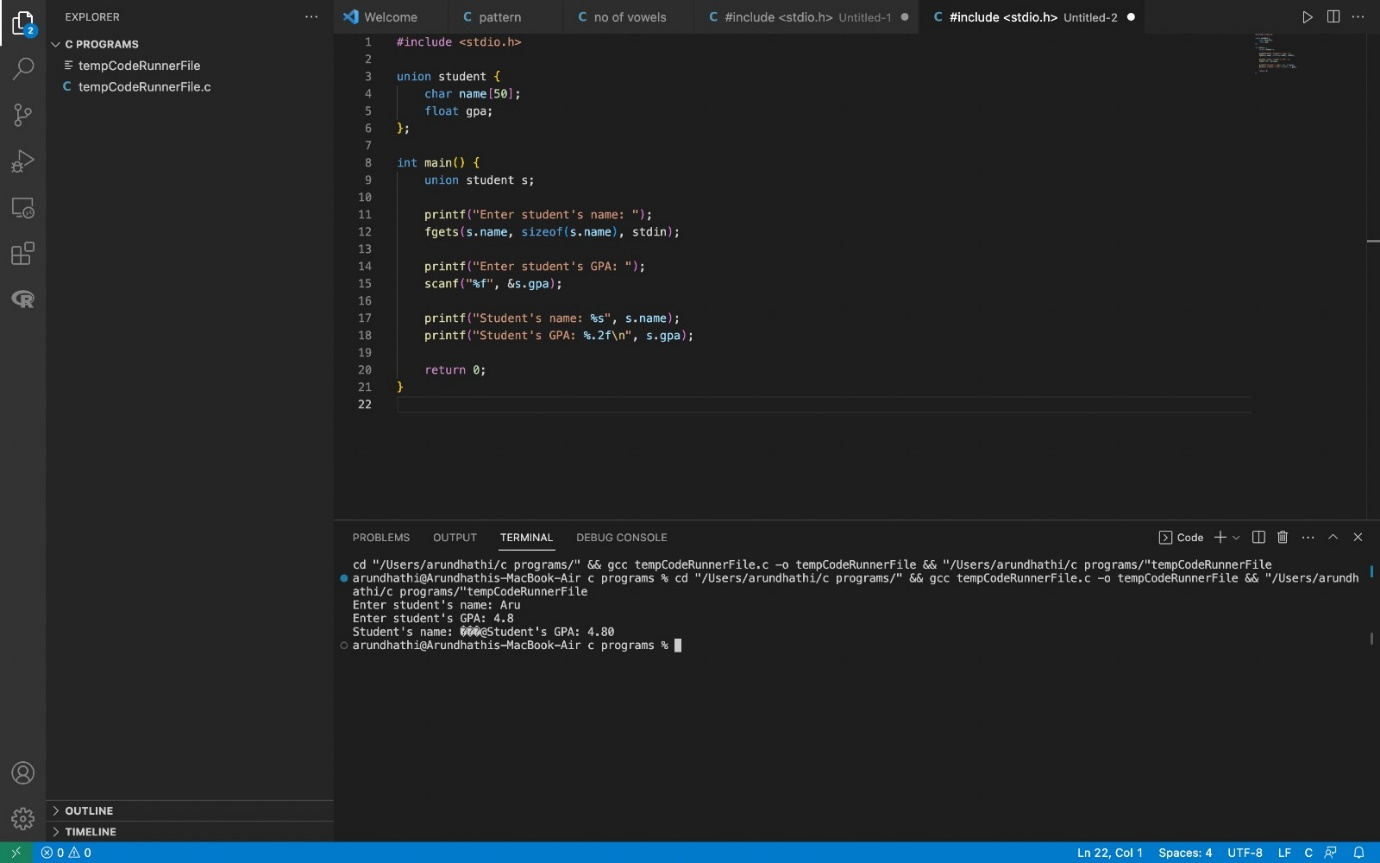 EXPLORER
Welcome
pattern
no of vowels
#include <stdio.h> Untitled-1
#include <stdio.h> Untitled-2
2
C PROGRAMS
tempCodeRunnerFile
C tempCodeRunnerFile.c
1 #include <stdio.h>
2
3 union student {
4 char name[50];
5 float gpa;
6 };
7
8 int main() {
9 union student s;
10
11 printf("Enter student's name: ");
12 fgets(s.name, sizeof(s.name), stdin);
13
14 printf("Enter student's GPA: ");
15 scanf("%f", &s.gpa);
16
17 printf("Student's name: %s", s.name);
18 printf("Student's GPA: %.2f\n", s.gpa);
19
20 return 0;
21 }
22
PROBLEMS OUTPUT TERMINAL DEBUG CONSOLE
Code
cd "/Users/arundhathi/c programs/" && gcc tempCodeRunnerFile.c -o tempCodeRunnerFile && "/Users/arundhathi/c programs/"tempCodeRunnerFile
arundhathi@Arundhathis-MacBook-Air c programs % cd "/Users/arundhathi/c programs/" && gcc tempCodeRunnerFile.c -o tempCodeRunnerFile && "/Users/arundh
athi/c programs/"tempCodeRunnerFile
Enter student's name: Aru
Enter student's GPA: 4.8
Student's name: ���@Student's GPA: 4.80
arundhathi@Arundhathis-MacBook-Air c programs %
OUTLINE
TIMELINE
0 0
Ln 22, Col 1 Spaces: 4 UTF-8 LF C